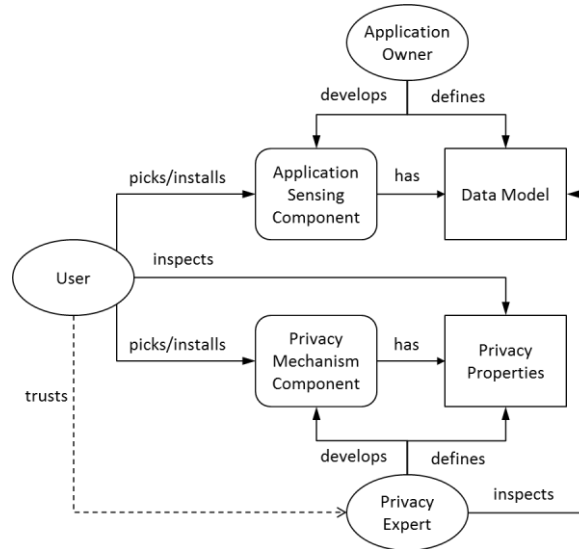 Application
Owner
develops
defines
picks/installs
Application
Sensing
Component
has
Data Model
inspects
User
picks/installs
Privacy
Mechanism
Component
has
Privacy
Properties
trusts
develops
defines
Privacy
Expert
inspects